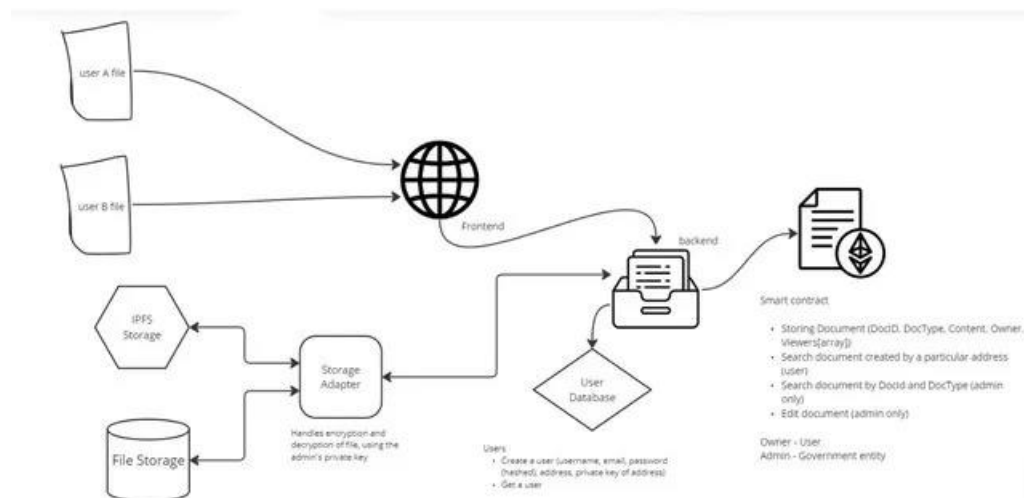 user A file
user B file
Frontend
backend
IPFS
Storage
Storage
Adapter
Handles encryption and
decryption of file, using the
admin's private key
File Storage
User
Database
Users
• Create a user (username, email, password
(hashed), address, private key of address)
• Get a user
Smart contract
• Storing Document (DocID, DocType, Content, Owner,
Viewers[array])
• Search document created by a particular address
(user)
• Search document by DocId and DocType (admin
only)
• Edit document (admin only)
Owner - User
Admin - Government entity